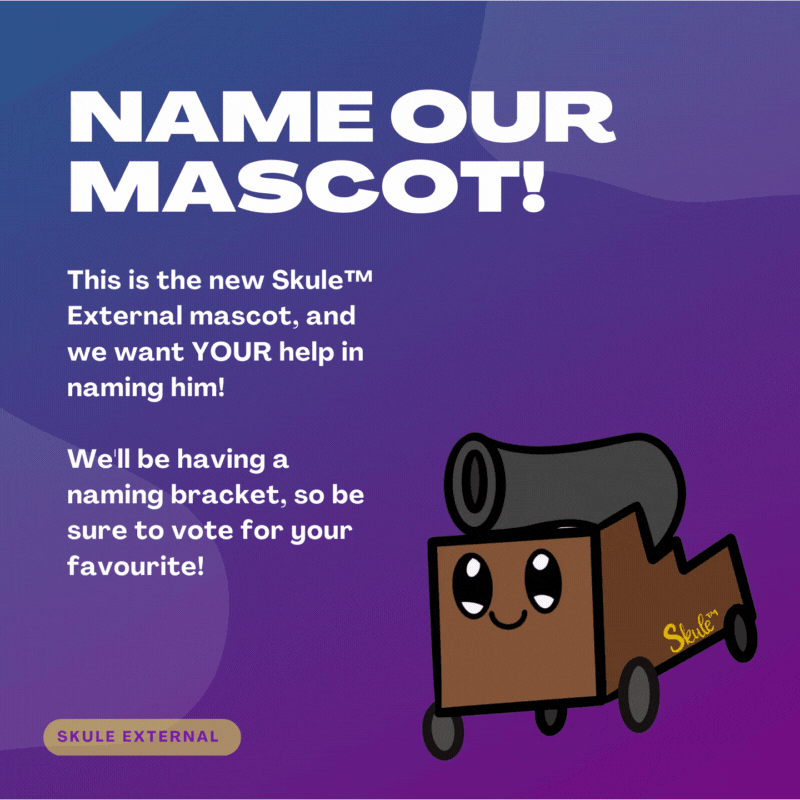 NAME OUR
MASCOT!
This is the new Skule™
External mascot, and
we want YOUR help in
naming him!
We'll be having a
naming bracket, so be
sure to vote for your
favourite!
Skule™
SKULE EXTERNAL